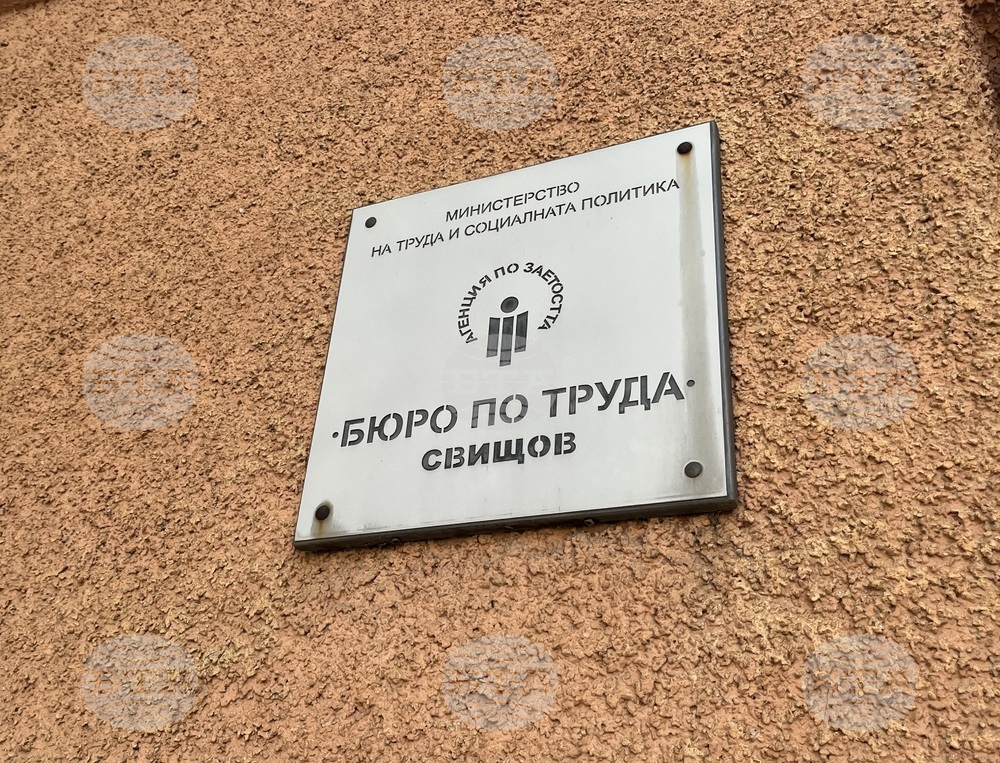 МИНИСТЕРСТВО
НА ТРУДА И СОЦИАЛНАТА ПОЛИТИКА
АГЕНЦИЯ ПО ЗАЕТОСТТА
·БЮРО ПО ТРУДА·
СВИЩОВ